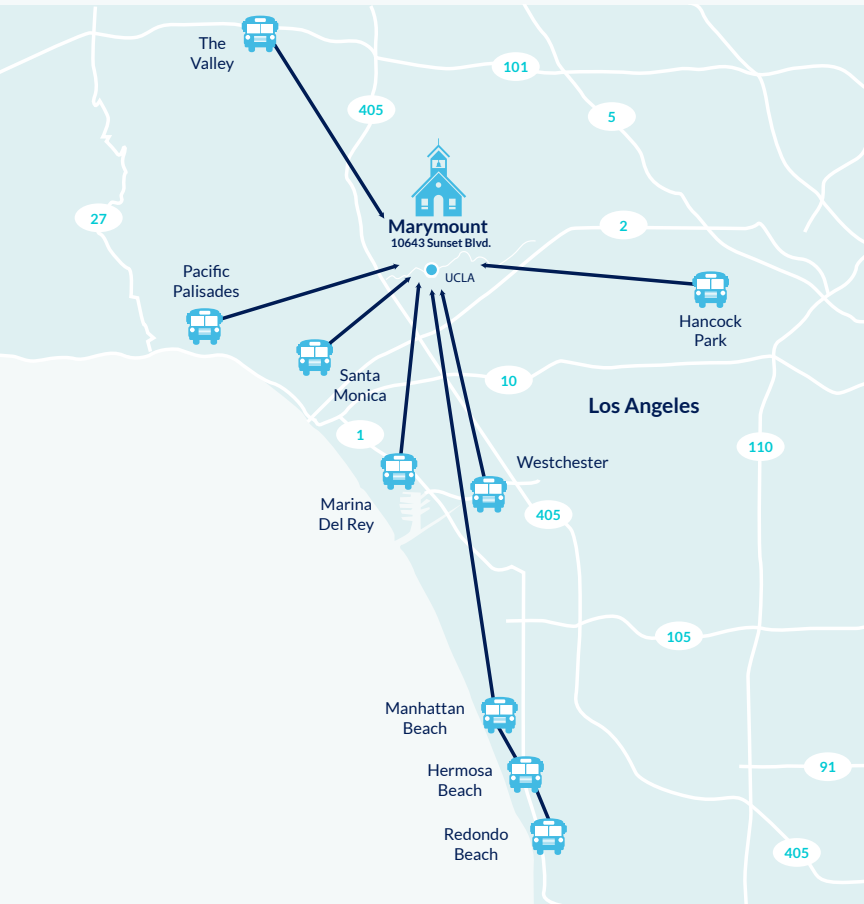 The
Valley
101
405
5
27
Marymount
10643 Sunset Blvd.
2
UCLA
Pacific
Palisades
Hancock
Park
Santa
Monica
10
Los Angeles
1
110
Westchester
Marina
Del Rey
405
105
Manhattan
Beach
Hermosa
Beach
91
Redondo
Beach
405